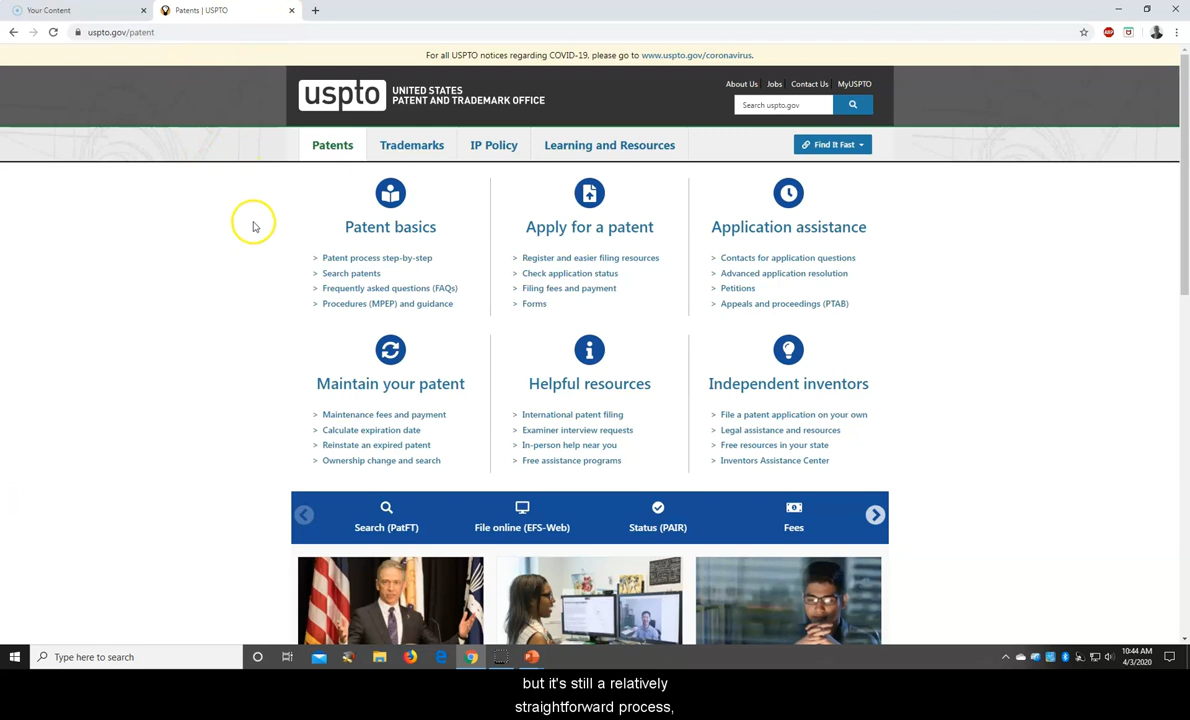 Your Content
Patents | USPTO
uspto.gov/patent
For all USPTO notices regarding COVID-19, please go to www.uspto.gov/coronavirus.
uspto
UNITED STATES
PATENT AND TRADEMARK OFFICE
About Us
Jobs
Contact Us
MyUSPTO
Search uspto.gov
Patents
Trademarks
IP Policy
Learning and Resources
Find It Fast
Patent basics
> Patent process step-by-step
> Search patents
> Frequently asked questions (FAQs)
> Procedures (MPEP) and guidance
Apply for a patent
> Register and easier filing resources
> Check application status
> Filing fees and payment
> Forms
Application assistance
> Contacts for application questions
> Advanced application resolution
> Petitions
> Appeals and proceedings (PTAB)
Maintain your patent
> Maintenance fees and payment
> Calculate expiration date
> Reinstate an expired patent
> Ownership change and search
Helpful resources
> International patent filing
> Examiner interview requests
> In-person help near you
> Free assistance programs
Independent inventors
> File a patent application on your own
> Legal assistance and resources
> Free resources in your state
> Inventors Assistance Center
Search (PatFT)
File online (EFS-Web)
Status (PAIR)
Fees
Type here to search
10:44 AM
4/3/2020
but it's still a relatively
straightforward process,